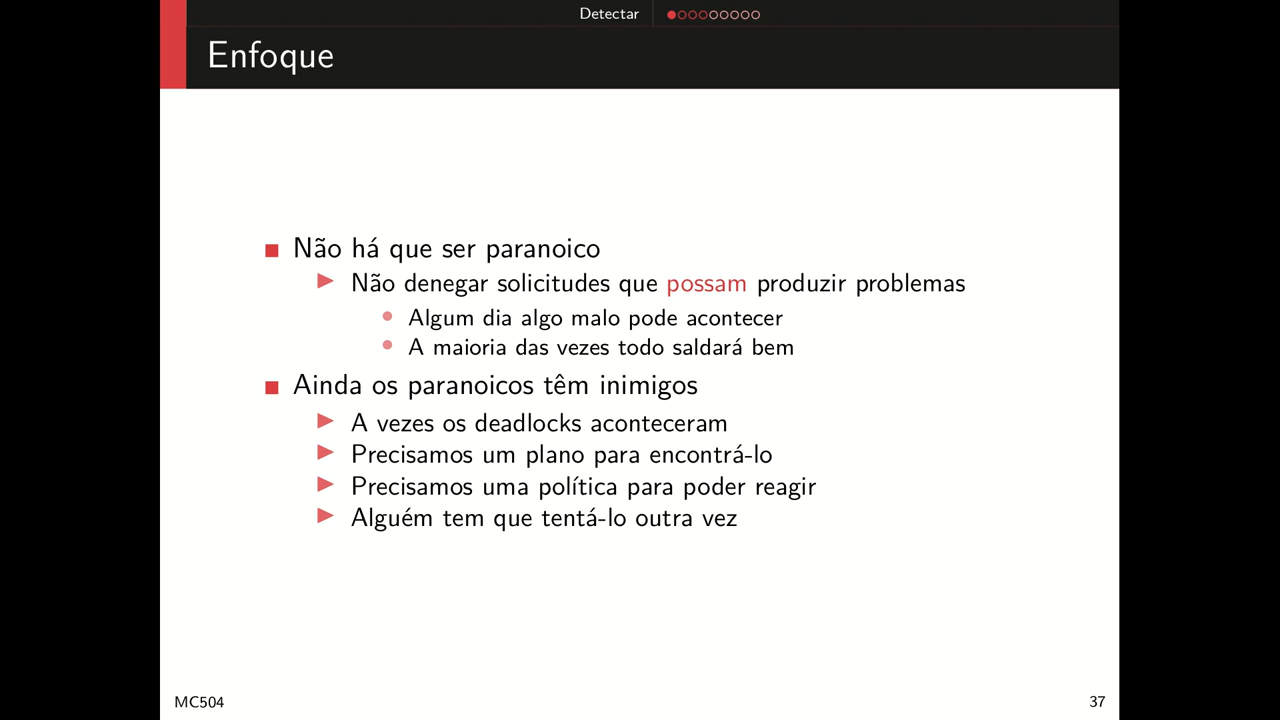 Detectar
Enfoque
Não há que ser paranoico
Não denegar solicitudes que possam produzir problemas
Algum dia algo malo pode acontecer
A maioria das vezes todo saldará bem
Ainda os paranoicos têm inimigos
A vezes os deadlocks aconteceram
Precisamos um plano para encontrá-lo
Precisamos uma política para poder reagir
Alguém tem que tentá-lo outra vez
MC504
37